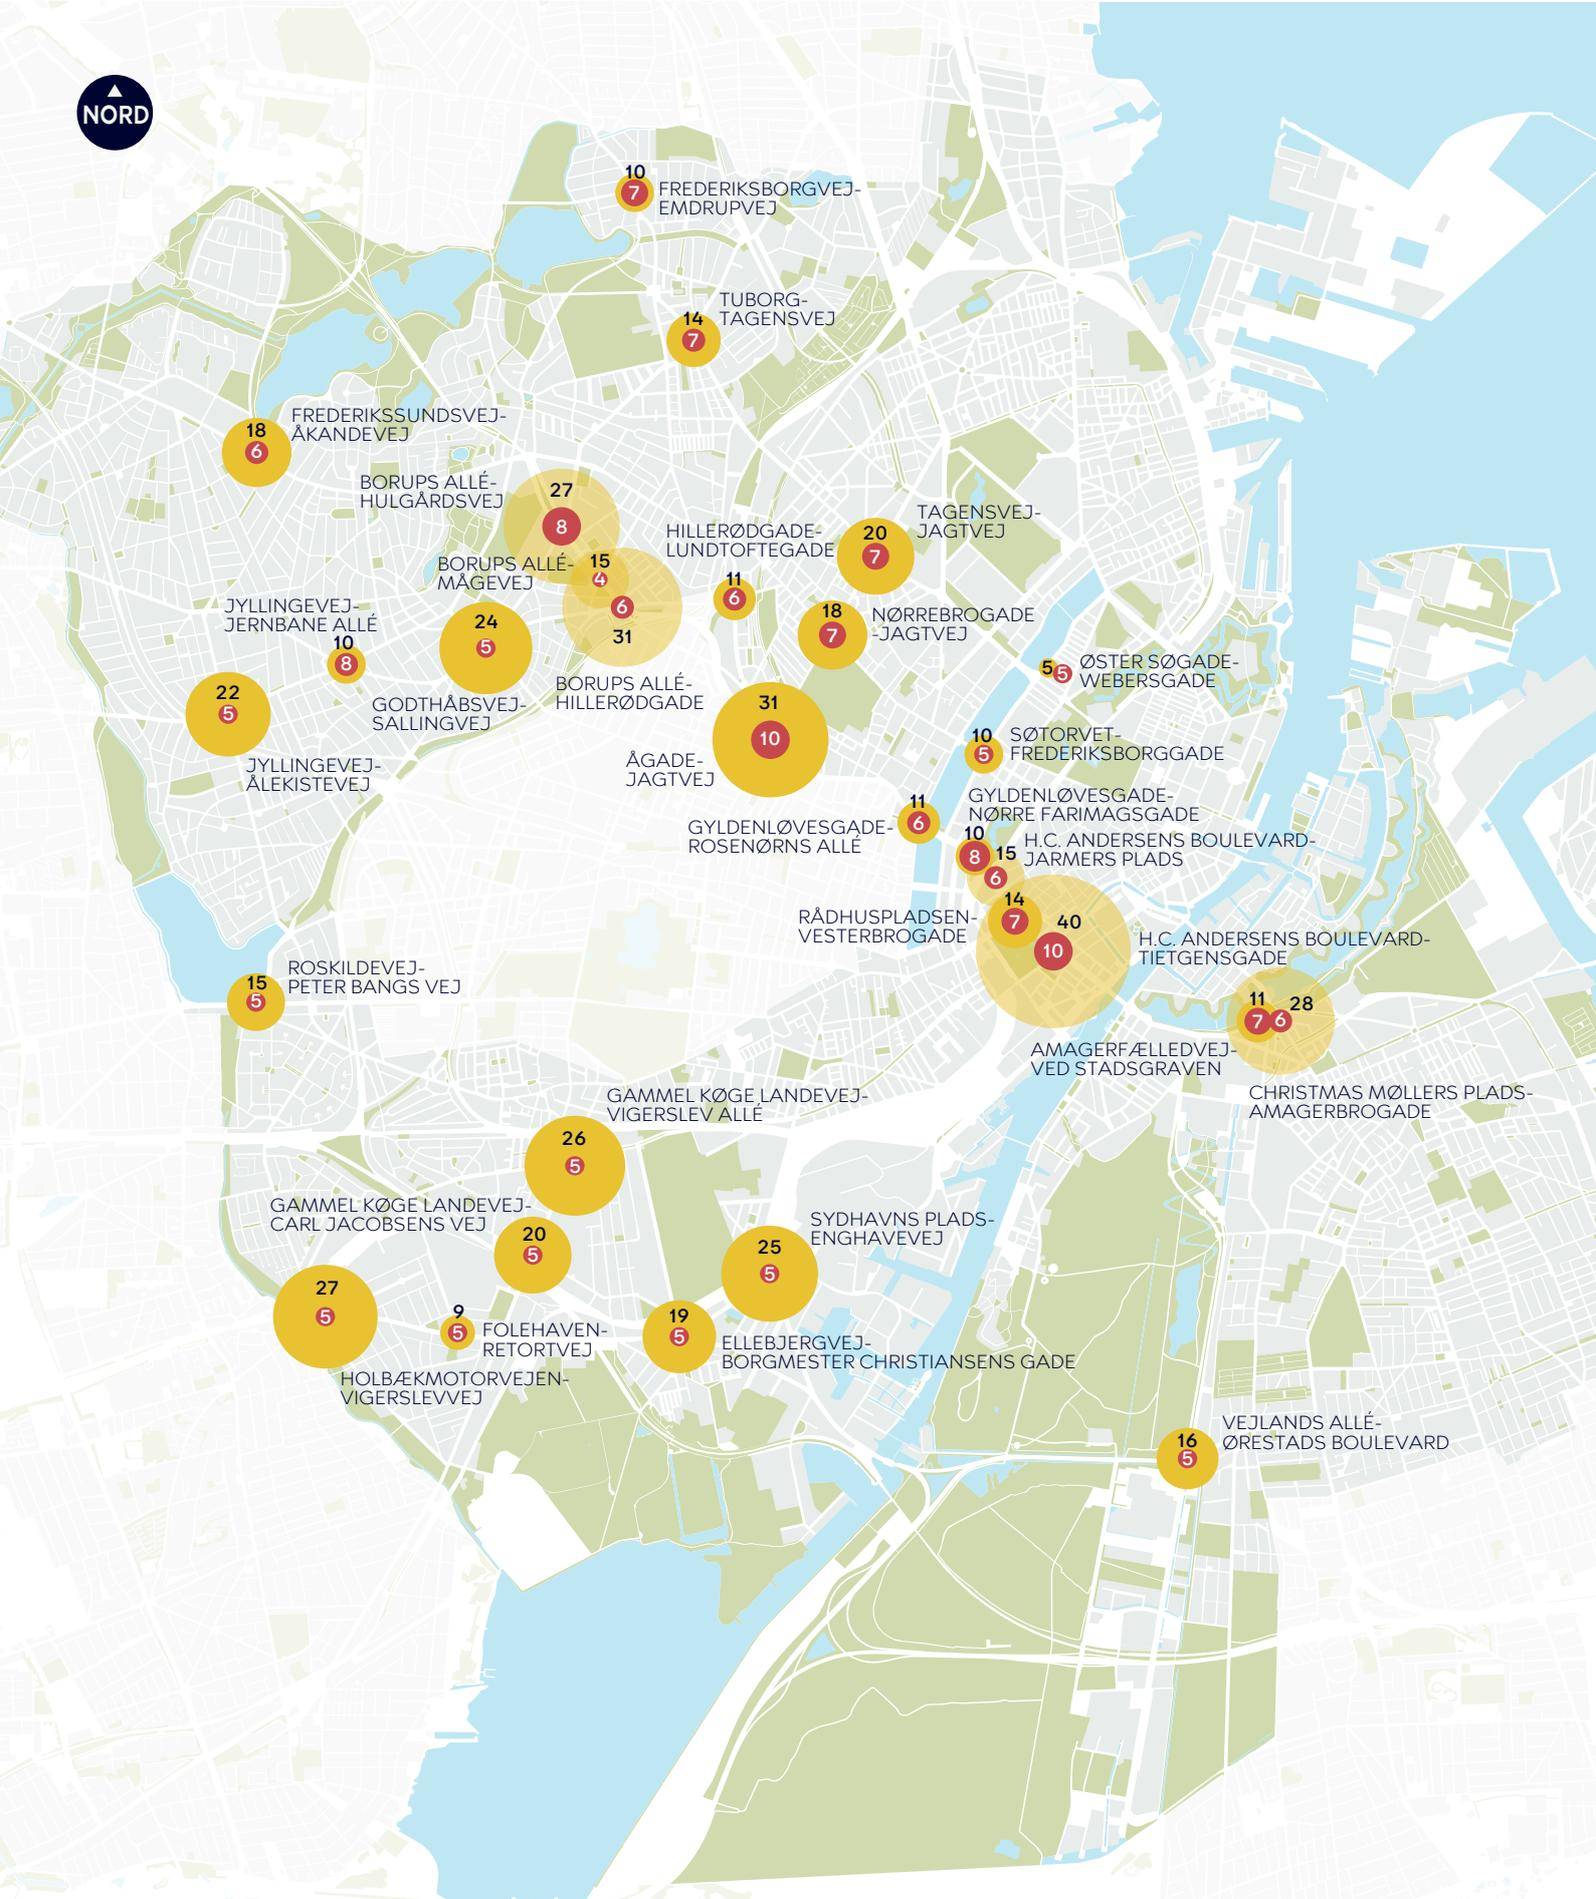 NORD
10
7
FREDERIKSBORGVEJ-
EMDRUPVEJ
TUBORG-
TAGENSVEJ
14
7
FREDERIKSSUNDSVEJ-
ÅKANDEVEJ
18
6
BORUPS ALLÉ-
HULGÅRDSVEJ
27
8
HILLERØDGADE-
LUNDTOFTEGADE
11
6
TAGENSVEJ-
JAGTVEJ
20
7
BORUPS ALLÉ-
MÅGEVEJ
15
4
6
31
BORUPS ALLÉ-
HILLERØDGADE
JYLLINGEVEJ-
JERNBANE ALLÉ
10
8
24
5
GODTHÅBSVEJ-
SALLINGVEJ
18
7
NØRREBROGADE
-JAGTVEJ
5
5
ØSTER SØGADE-
WEBERSGADE
22
5
JYLLINGEVEJ-
ÅLEKISTEVEJ
31
10
ÅGADE-
JAGTVEJ
10
5
SØTORVET-
FREDERIKSBORGGADE
11
6
GYLDENLØVESGADE-
ROSENØRNS ALLÉ
GYLDENLØVESGADE-
NØRRE FARIMAGSGADE
10
8
H.C. ANDERSENS BOULEVARD-
JARMERS PLADS
15
6
14
7
RÅDHUSPLADSEN-
VESTERBROGADE
40
10
H.C. ANDERSENS BOULEVARD-
TIETGENSGADE
ROSKILDEVEJ-
PETER BANGS VEJ
15
5
11
7
28
6
AMAGERFÆLLEDVEJ-
VED STADSGRAVEN
CHRISTMAS MØLLERS PLADS-
AMAGERBROGADE
GAMMEL KØGE LANDEVEJ-
VIGERSLEV ALLÉ
26
5
GAMMEL KØGE LANDEVEJ-
CARL JACOBSENS VEJ
20
5
SYDHAVNS PLADS-
ENGHAVEVEJ
25
5
27
5
HOLBÆKMOTORVEJEN-
VIGERSLEVVEJ
9
5
FOLEHAVEN-
RETORTVEJ
19
5
ELLEBJERGVEJ-
BORGMESTER CHRISTIANSENS GADE
VEJLANDS ALLÉ-
ØRESTADS BOULEVARD
16
5